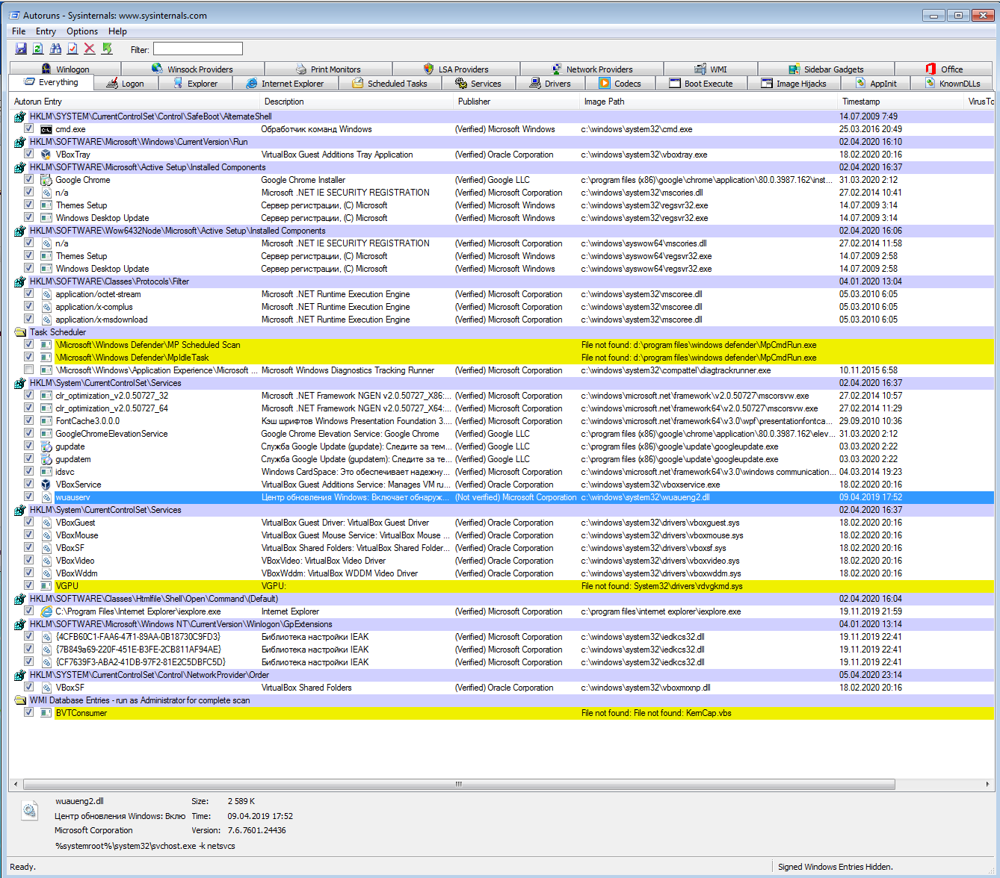 Autoruns - Sysinternals: www.sysinternals.com
File Entry Options Help
Filter:
Winlogon Winsock Providers Print Monitors LSA Providers Network Providers WMI Sidebar Gadgets Office
Everything Logon Explorer Internet Explorer Scheduled Tasks Services Drivers Codecs Boot Execute Image Hijacks AppInit KnownDLLs
Autorun Entry Description Publisher Image Path Timestamp VirusTo
HKLM\SYSTEM\CurrentControlSet\Control\SafeBoot\AlternateShell 14.07.2009 7:49
cmd.exe Обработчик команд Windows (Verified) Microsoft Windows c:\windows\system32\cmd.exe 25.03.2016 20:49
HKLM\SOFTWARE\Microsoft\Windows\CurrentVersion\Run 02.04.2020 16:10
VBoxTray VirtualBox Guest Additions Tray Application (Verified) Oracle Corporation c:\windows\system32\vboxtray.exe 18.02.2020 20:16
HKLM\SOFTWARE\Microsoft\Active Setup\Installed Components 02.04.2020 16:37
Google Chrome Google Chrome Installer (Verified) Google LLC c:\program files (x86)\google\chrome\application\80.0.3987.162\inst... 31.03.2020 2:12
n/a Microsoft .NET IE SECURITY REGISTRATION (Verified) Microsoft Corporation c:\windows\system32\mscories.dll 27.02.2014 10:41
Themes Setup Сервер регистрации, (C) Microsoft (Verified) Microsoft Windows c:\windows\system32\regsvr32.exe 14.07.2009 3:14
Windows Desktop Update Сервер регистрации, (C) Microsoft (Verified) Microsoft Windows c:\windows\system32\regsvr32.exe 14.07.2009 3:14
HKLM\SOFTWARE\Wow6432Node\Microsoft\Active Setup\Installed Components 02.04.2020 16:06
n/a Microsoft .NET IE SECURITY REGISTRATION (Verified) Microsoft Corporation c:\windows\syswow64\mscories.dll 27.02.2014 11:58
Themes Setup Сервер регистрации, (C) Microsoft (Verified) Microsoft Windows c:\windows\syswow64\regsvr32.exe 14.07.2009 2:58
Windows Desktop Update Сервер регистрации, (C) Microsoft (Verified) Microsoft Windows c:\windows\syswow64\regsvr32.exe 14.07.2009 2:58
HKLM\SOFTWARE\Classes\Protocols\Filter 04.01.2020 13:04
application/octet-stream Microsoft .NET Runtime Execution Engine (Verified) Microsoft Corporation c:\windows\system32\mscoree.dll 05.03.2010 6:05
application/x-complus Microsoft .NET Runtime Execution Engine (Verified) Microsoft Corporation c:\windows\system32\mscoree.dll 05.03.2010 6:05
application/x-msdownload Microsoft .NET Runtime Execution Engine (Verified) Microsoft Corporation c:\windows\system32\mscoree.dll 05.03.2010 6:05
Task Scheduler
\Microsoft\Windows Defender\MP Scheduled Scan File not found: d:\program files\windows defender\MpCmdRun.exe
\Microsoft\Windows Defender\MpIdleTask File not found: d:\program files\windows defender\MpCmdRun.exe
\Microsoft\Windows\Application Experience\Microsoft ... Microsoft Windows Diagnostics Tracking Runner (Verified) Microsoft Windows c:\windows\system32\compattel\diagtrackrunner.exe 10.11.2015 6:58
HKLM\System\CurrentControlSet\Services 02.04.2020 16:37
clr_optimization_v2.0.50727_32 Microsoft .NET Framework NGEN v2.0.50727_X86:... (Verified) Microsoft Corporation c:\windows\microsoft.net\framework\v2.0.50727\mscorsvw.exe 27.02.2014 10:57
clr_optimization_v2.0.50727_64 Microsoft .NET Framework NGEN v2.0.50727_X64:... (Verified) Microsoft Corporation c:\windows\microsoft.net\framework64\v2.0.50727\mscorsvw.exe 27.02.2014 11:29
FontCache3.0.0.0 Кэш шрифтов Windows Presentation Foundation 3.... (Verified) Microsoft Corporation c:\windows\microsoft.net\framework64\v3.0\wpf\presentationfontca... 29.09.2010 10:36
GoogleChromeElevationService Google Chrome Elevation Service: Google Chrome (Verified) Google LLC c:\program files (x86)\google\chrome\application\80.0.3987.162\elev... 31.03.2020 2:12
gupdate Служба Google Update (gupdate): Следите за тем... (Verified) Google LLC c:\program files (x86)\google\update\googleupdate.exe 03.03.2020 2:22
gupdatem Служба Google Update (gupdatem): Следите за те... (Verified) Google LLC c:\program files (x86)\google\update\googleupdate.exe 03.03.2020 2:22
idsvc Windows CardSpace: Это обеспечивает надежну... (Verified) Microsoft Corporation c:\windows\microsoft.net\framework64\v3.0\windows communication... 04.03.2014 19:23
VBoxService VirtualBox Guest Additions Service: Manages VM ru... (Verified) Oracle Corporation c:\windows\system32\vboxservice.exe 18.02.2020 20:16
wuauserv Центр обновления Windows: Включает обнаруж... (Not verified) Microsoft Corporation c:\windows\system32\wuaueng2.dll 09.04.2019 17:52
HKLM\System\CurrentControlSet\Services 02.04.2020 16:37
VBoxGuest VirtualBox Guest Driver: VirtualBox Guest Driver (Verified) Oracle Corporation c:\windows\system32\drivers\vboxguest.sys 18.02.2020 20:16
VBoxMouse VirtualBox Guest Mouse Service: VirtualBox Mouse ... (Verified) Oracle Corporation c:\windows\system32\drivers\vboxmouse.sys 18.02.2020 20:16
VBoxSF VirtualBox Shared Folders: VirtualBox Shared Folder... (Verified) Oracle Corporation c:\windows\system32\drivers\vboxsf.sys 18.02.2020 20:16
VBoxVideo VBoxVideo: VirtualBox Video Driver (Verified) Oracle Corporation c:\windows\system32\drivers\vboxvideo.sys 18.02.2020 20:16
VBoxWddm VBoxWddm: VirtualBox WDDM Video Driver (Verified) Oracle Corporation c:\windows\system32\drivers\vboxwddm.sys 18.02.2020 20:16
VGPU VGPU: File not found: System32\drivers\rdvgkmd.sys
HKLM\SOFTWARE\Classes\Htmlfile\Shell\Open\Command\(Default) 02.04.2020 16:04
C:\Program Files\Internet Explorer\iexplore.exe Internet Explorer (Verified) Microsoft Corporation c:\program files\internet explorer\iexplore.exe 19.11.2019 21:59
HKLM\SOFTWARE\Microsoft\Windows NT\CurrentVersion\Winlogon\GpExtensions 04.01.2020 13:14
{4CFB60C1-FAA6-47f1-89AA-0B18730C9FD3} Библиотека настройки IEAK (Verified) Microsoft Corporation c:\windows\system32\iedkcs32.dll 19.11.2019 22:41
{7B849a69-220F-451E-B3FE-2CB811AF94AE} Библиотека настройки IEAK (Verified) Microsoft Corporation c:\windows\system32\iedkcs32.dll 19.11.2019 22:41
{CF7639F3-ABA2-41DB-97F2-81E2C5DBFC5D} Библиотека настройки IEAK (Verified) Microsoft Corporation c:\windows\system32\iedkcs32.dll 19.11.2019 22:41
HKLM\SYSTEM\CurrentControlSet\Control\NetworkProvider\Order 05.04.2020 23:14
VBoxSF VirtualBox Shared Folders (Verified) Oracle Corporation c:\windows\system32\vboxmrxnp.dll 18.02.2020 20:16
WMI Database Entries - run as Administrator for complete scan
BVTConsumer File not found: File not found: KernCap.vbs
wuaueng2.dll Size: 2 589 K
Центр обновления Windows: Вклю Time: 09.04.2019 17:52
Microsoft Corporation Version: 7.6.7601.24436
%systemroot%\system32\svchost.exe -k netsvcs
Ready. Signed Windows Entries Hidden.